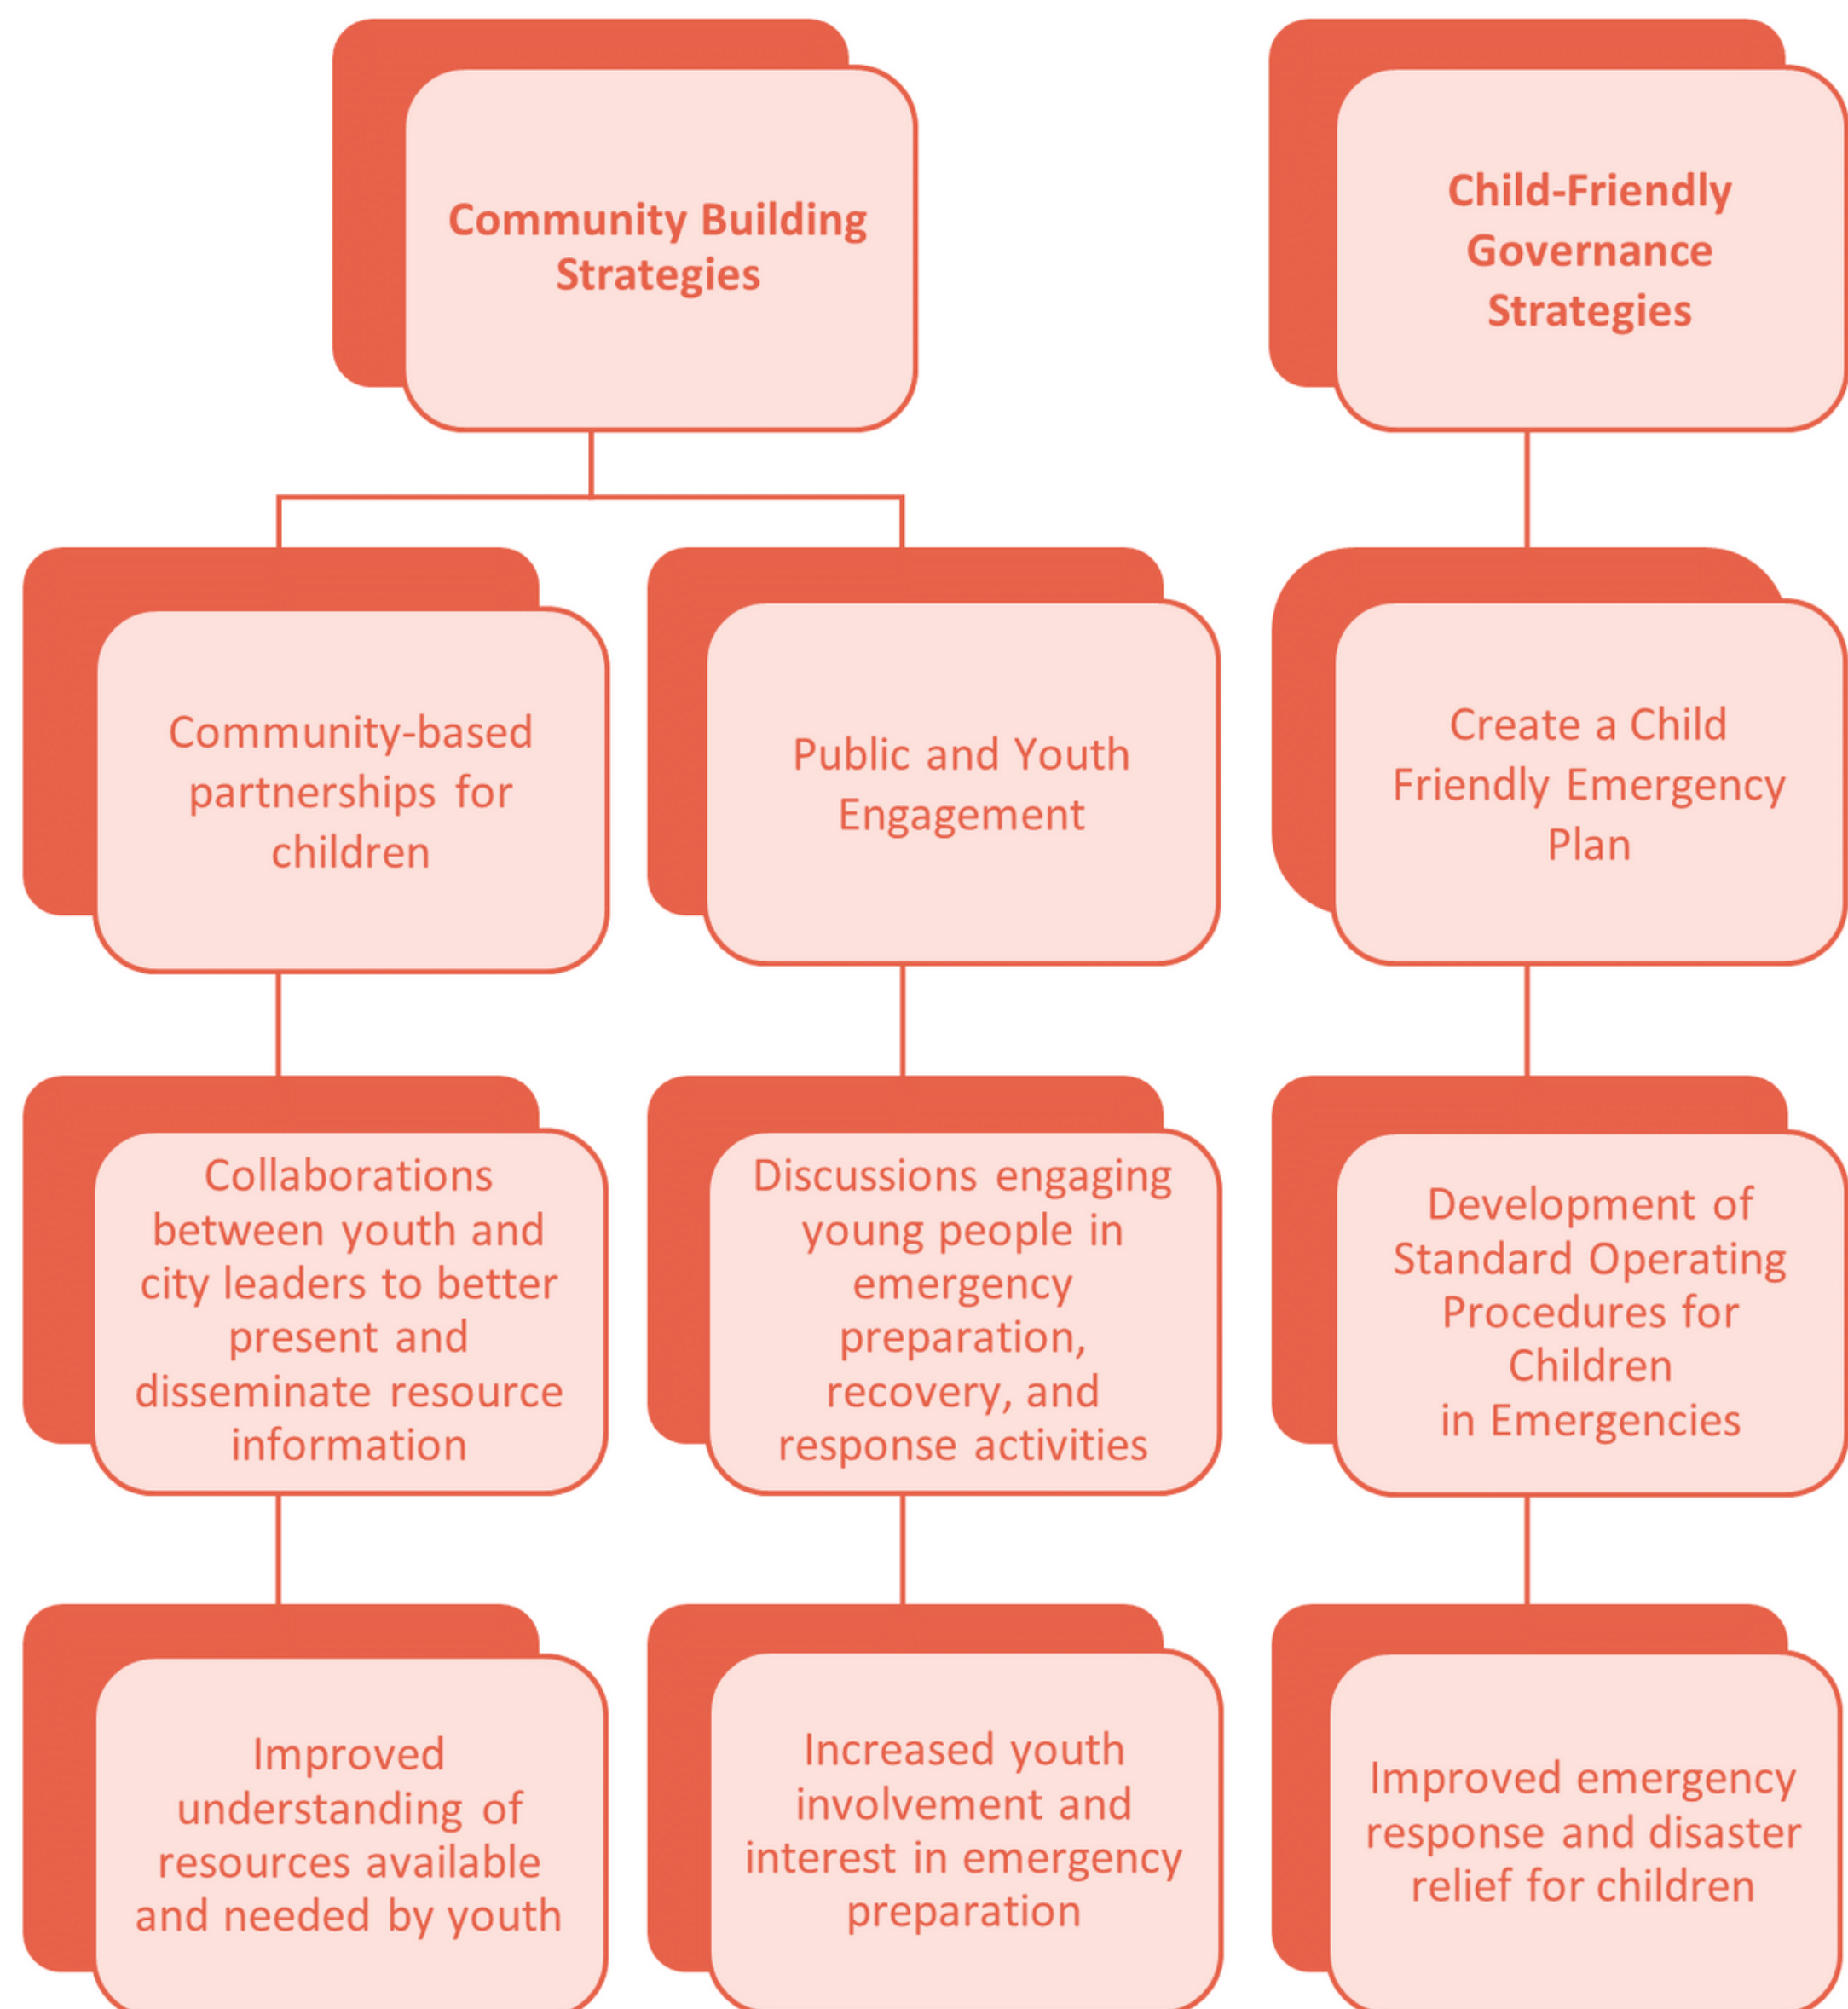 Community Building
Strategies
Child-Friendly
Governance
Strategies
Community-based
partnerships for
children
Public and Youth
Engagement
Create a Child
Friendly Emergency
Plan
Collaborations
between youth and
city leaders to better
present and
disseminate resource
information
Discussions engaging
young people in
emergency
preparation,
recovery, and
response activities
Development of
Standard Operating
Procedures for
Children
in Emergencies
Improved
understanding of
resources available
and needed by youth
Increased youth
involvement and
interest in emergency
preparation
Improved emergency
response and disaster
relief for children